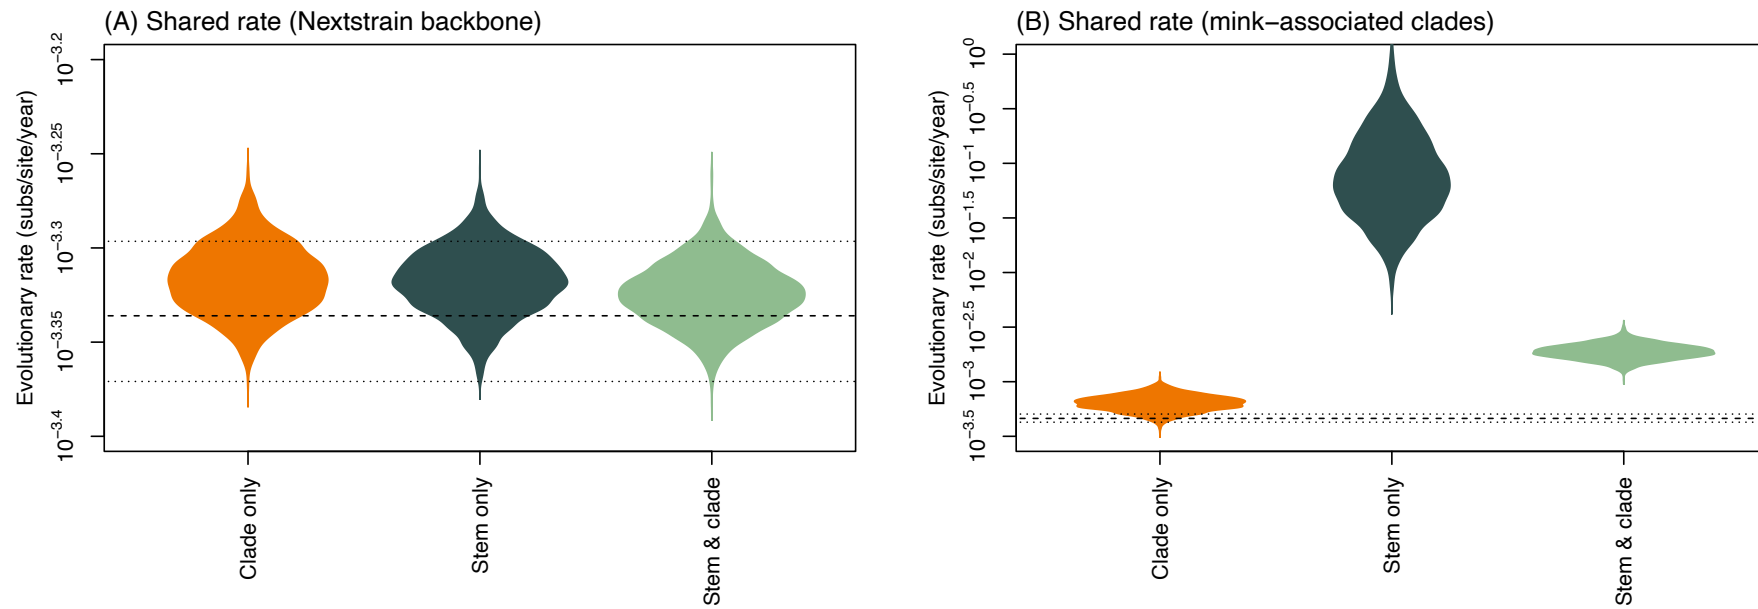 (A) Shared rate (Nextstrain backbone)
Evolutionary rate (subs/site/year)
10^−3.2
10^−3.25
10^−3.3
10^−3.35
10^−3.4
Clade only
Stem only
Stem & clade
(B) Shared rate (mink−associated clades)
Evolutionary rate (subs/site/year)
10^0
10^−0.5
10^−1
10^−1.5
10^−2
10^−2.5
10^−3
10^−3.5
Clade only
Stem only
Stem & clade